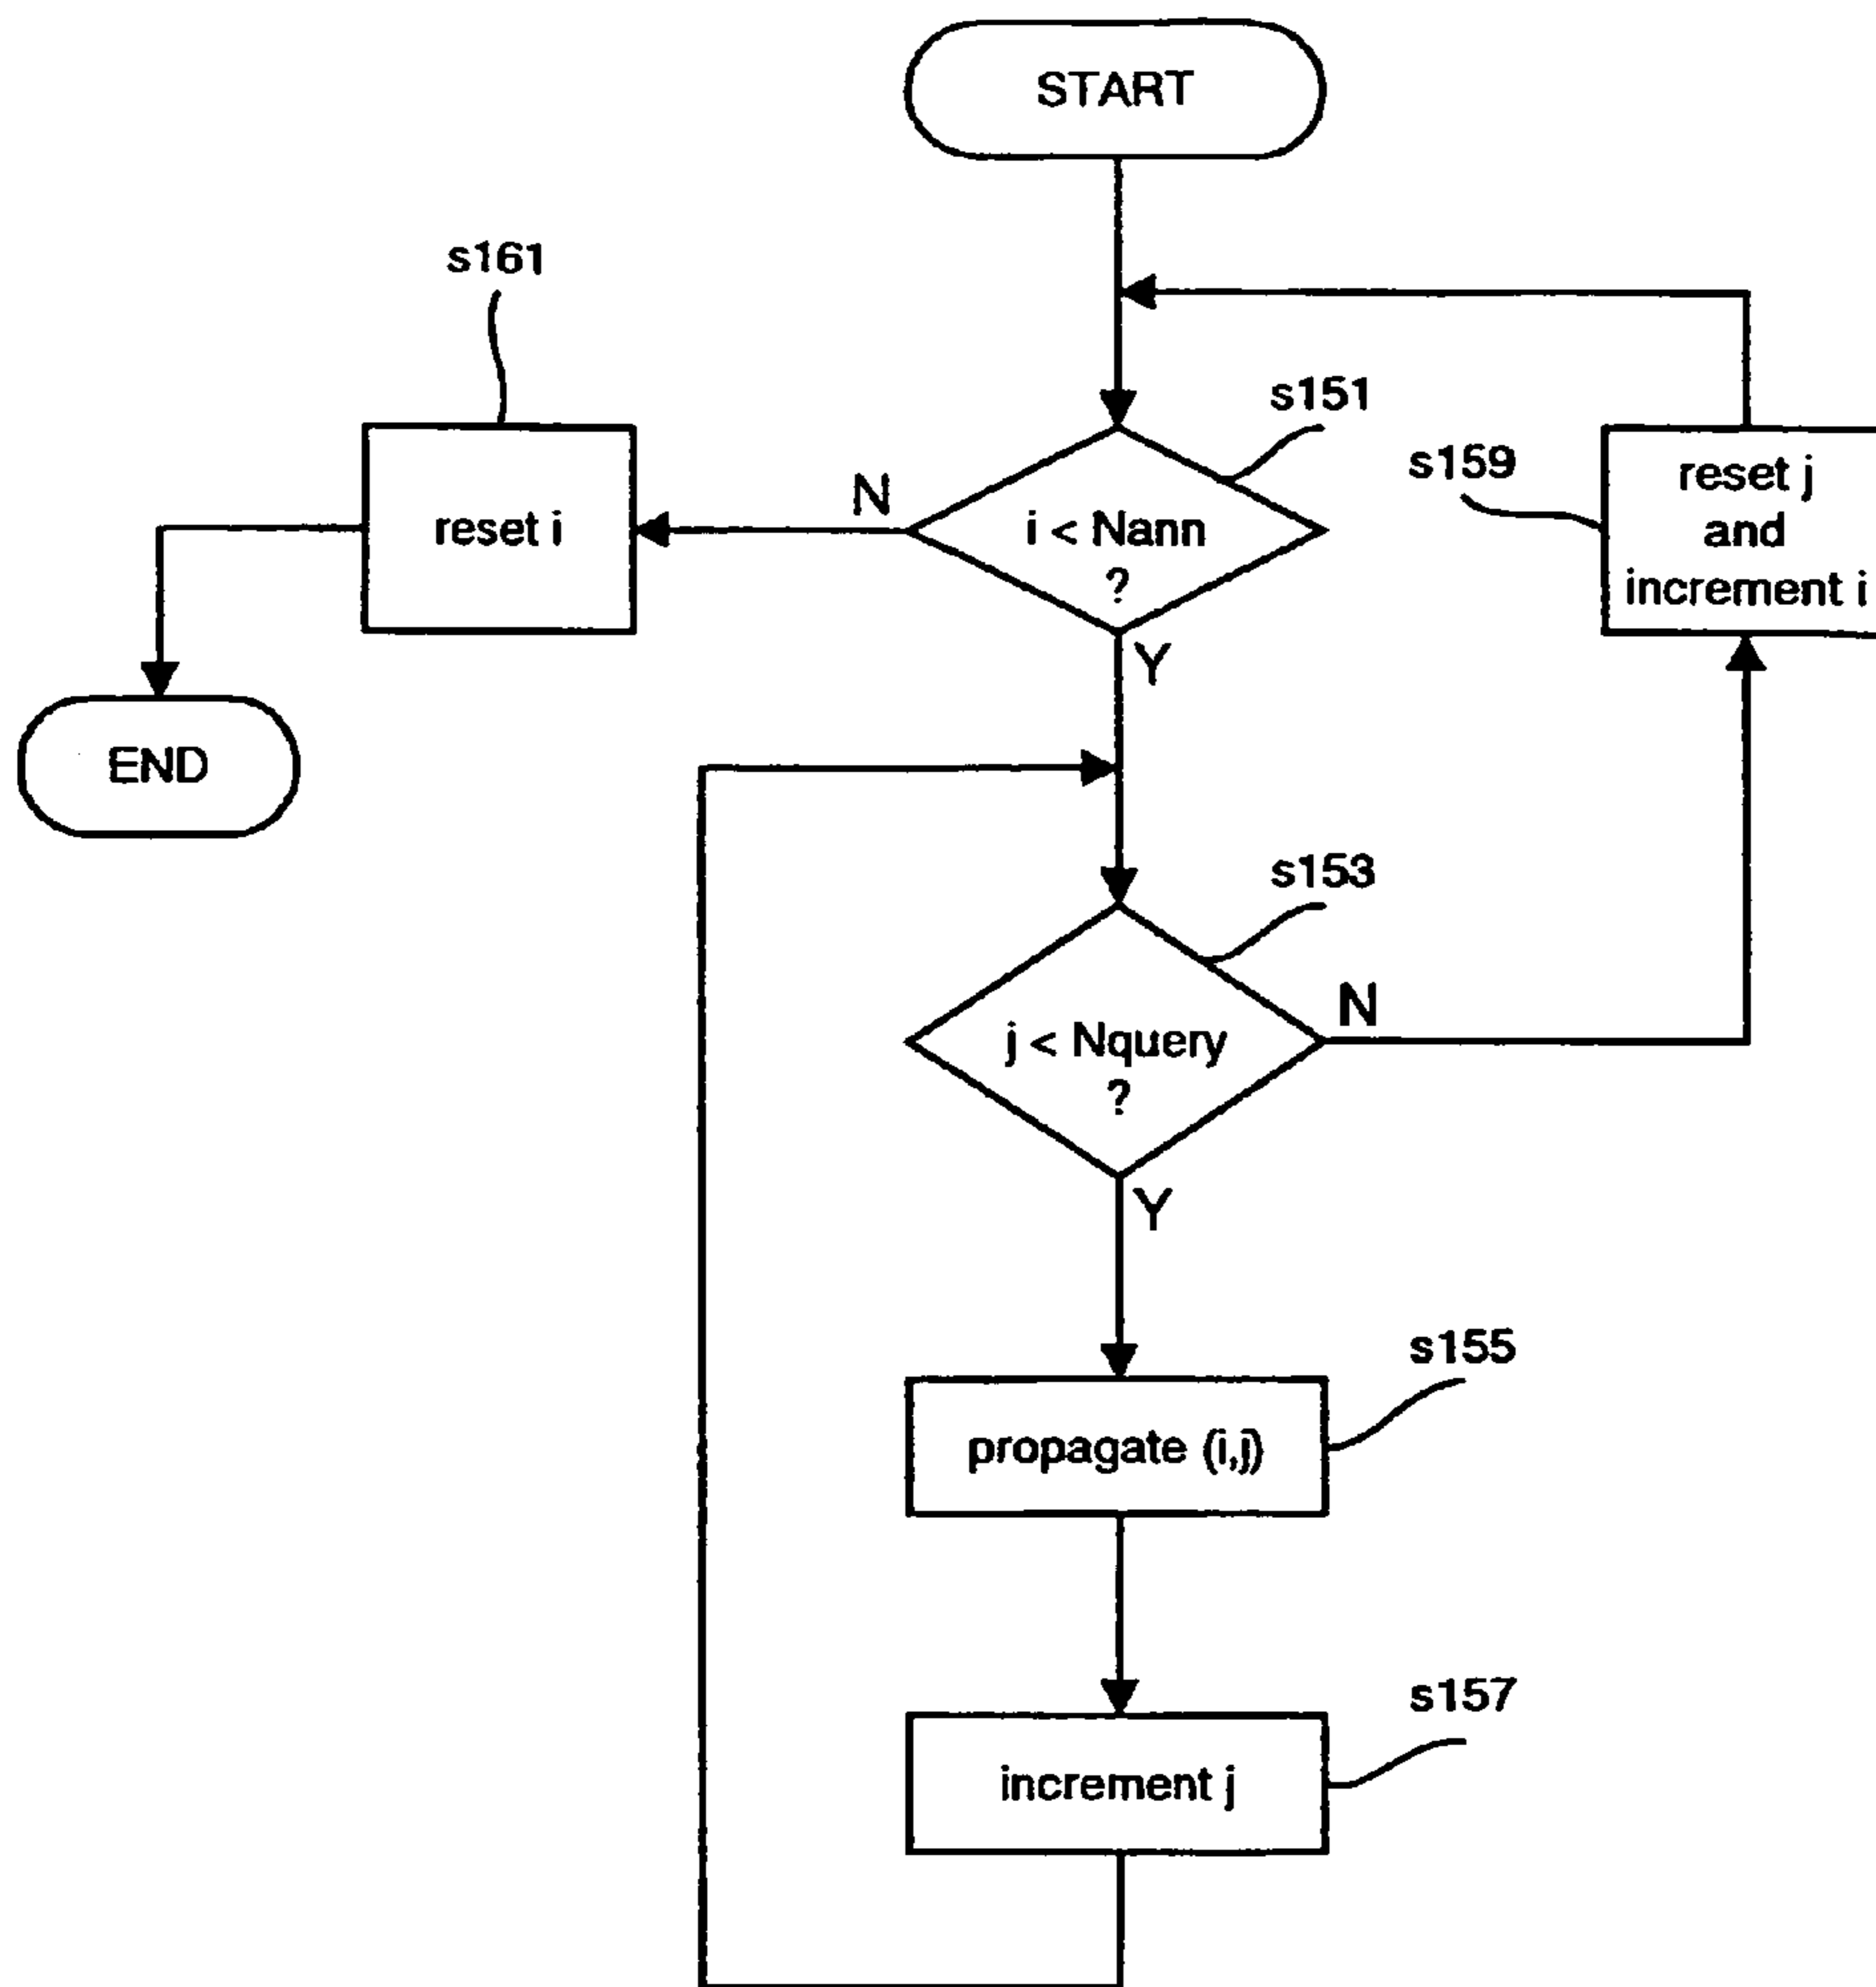 START
s161
s151
N
i < Nann
?
reset i
s159
reset j
and
increment i
Y
END
s153
N
j < Nquery
?
Y
s155
propagate (i,j)
s157
increment j